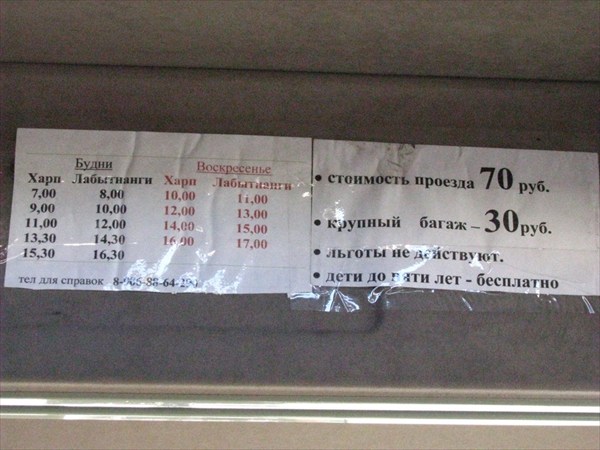 Будни
Харп Лабытнанги
7,00 8,00
9,00 10,00
11,00 12,00
13,30 14,30
15,30 16,30
Воскресенье
Харп Лабытнанги
10,00 11,00
12,00 13,00
14,00 15,00
16,00 17,00
тел для справок
• стоимость проезда 70 руб.
• крупный багаж – 30 руб.
• льготы не действуют.
• дети до пяти лет - бесплатно